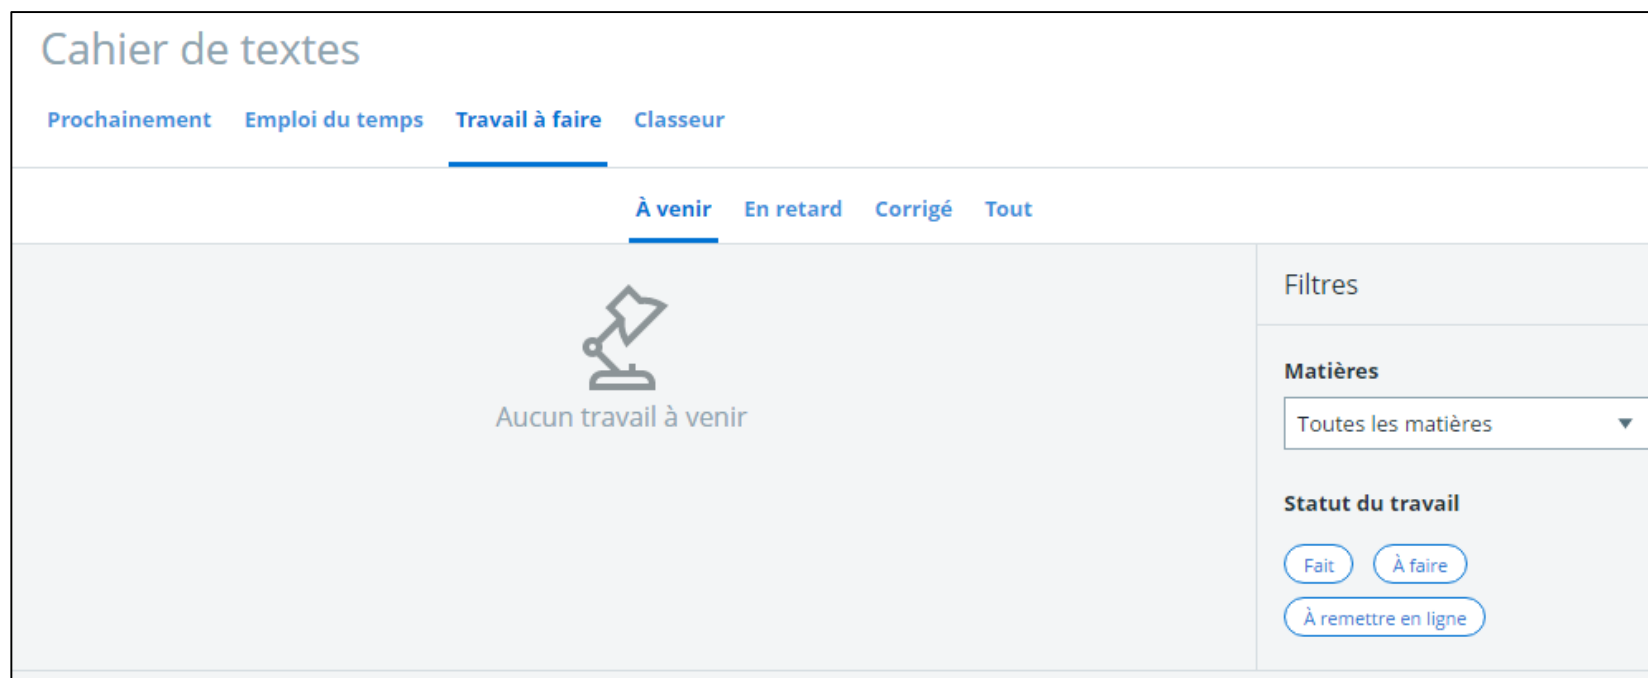 Cahier de textes
Prochainement Emploi du temps Travail à faire Classeur
À venir En retard Corrigé Tout
Aucun travail à venir
Filtres
Matières
Toutes les matières
Statut du travail
Fait À faire
À remettre en ligne